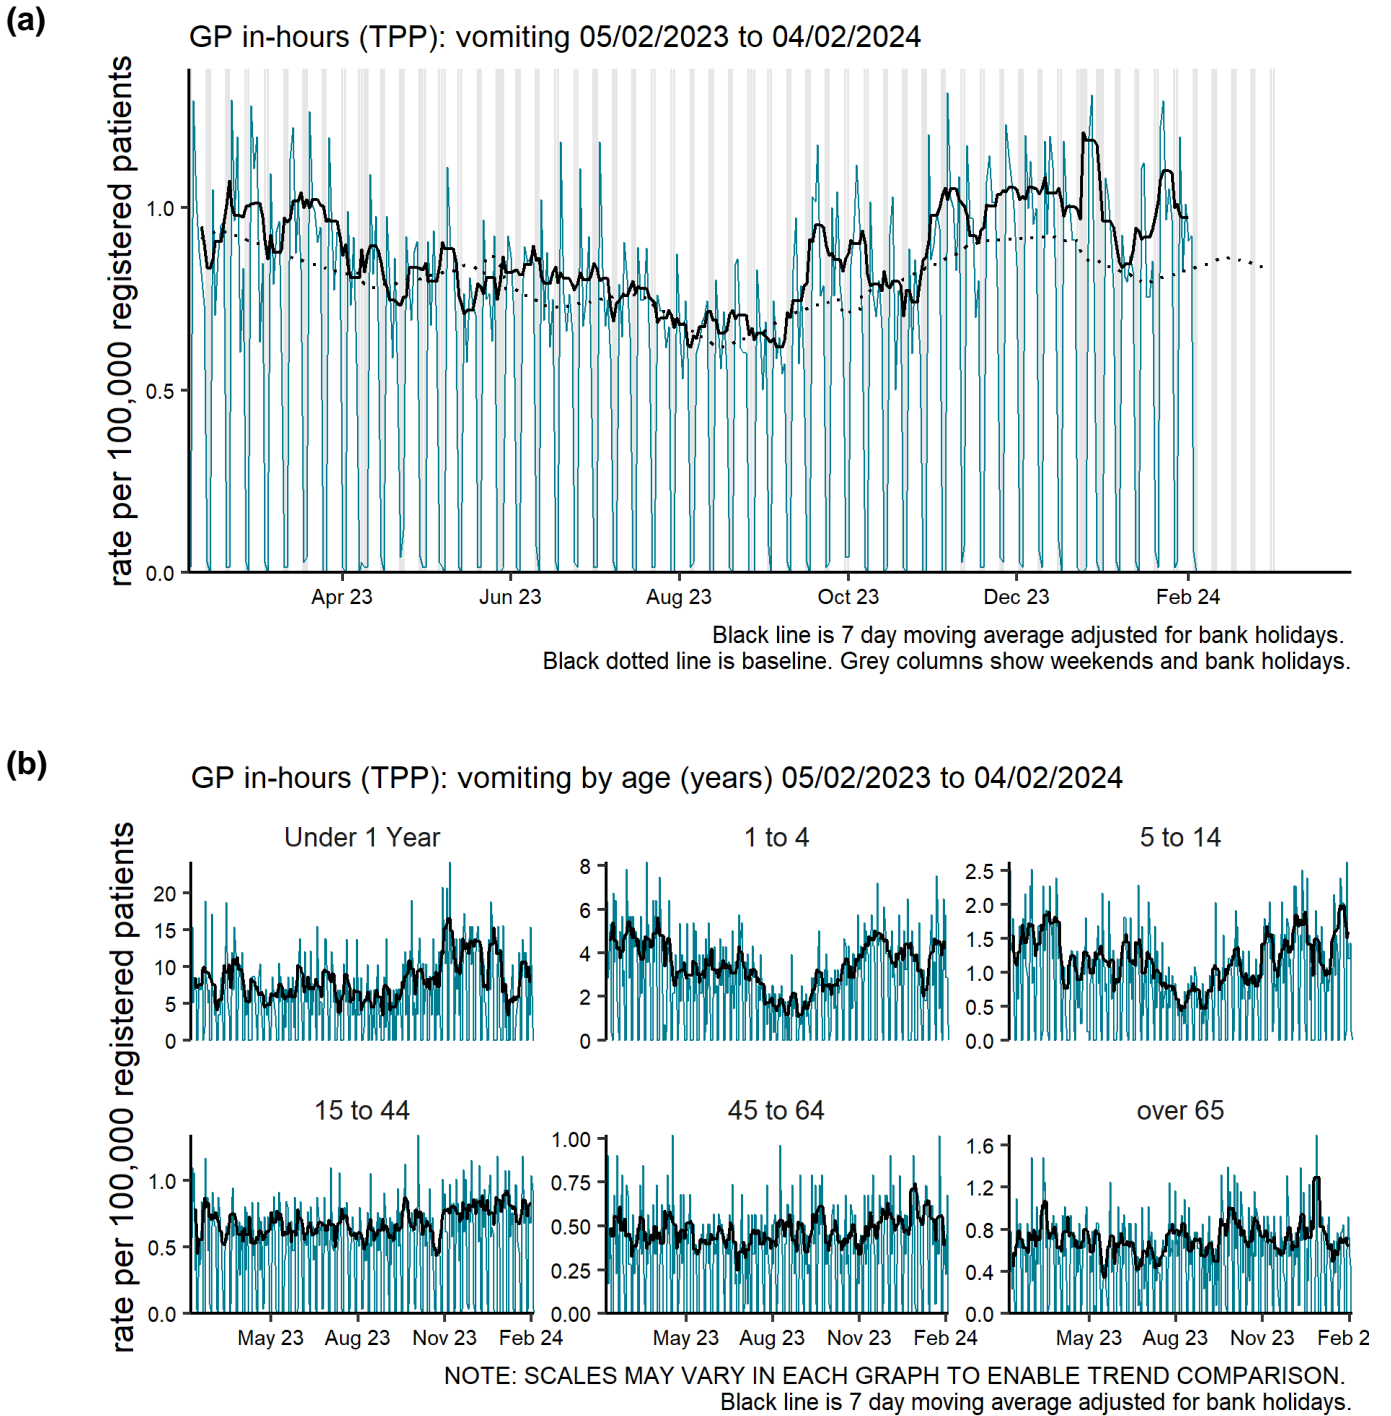 (a)
GP in-hours (TPP): vomiting 05/02/2023 to 04/02/2024
rate per 100,000 registered patients
1.0
0.5
0.0
Apr 23 Jun 23 Aug 23 Oct 23 Dec 23 Feb 24
Black line is 7 day moving average adjusted for bank holidays.
Black dotted line is baseline. Grey columns show weekends and bank holidays.
(b)
GP in-hours (TPP): vomiting by age (years) 05/02/2023 to 04/02/2024
rate per 100,000 registered patients
Under 1 Year
20
15
10
5
0
1 to 4
8
6
4
2
0
5 to 14
2.5
2.0
1.5
1.0
0.5
0.0
15 to 44
1.0
0.5
0.0
May 23 Aug 23 Nov 23 Feb 24
45 to 64
1.00
0.75
0.50
0.25
0.00
May 23 Aug 23 Nov 23 Feb 24
over 65
1.6
1.2
0.8
0.4
0.0
May 23 Aug 23 Nov 23 Feb 2
NOTE: SCALES MAY VARY IN EACH GRAPH TO ENABLE TREND COMPARISON.
Black line is 7 day moving average adjusted for bank holidays.